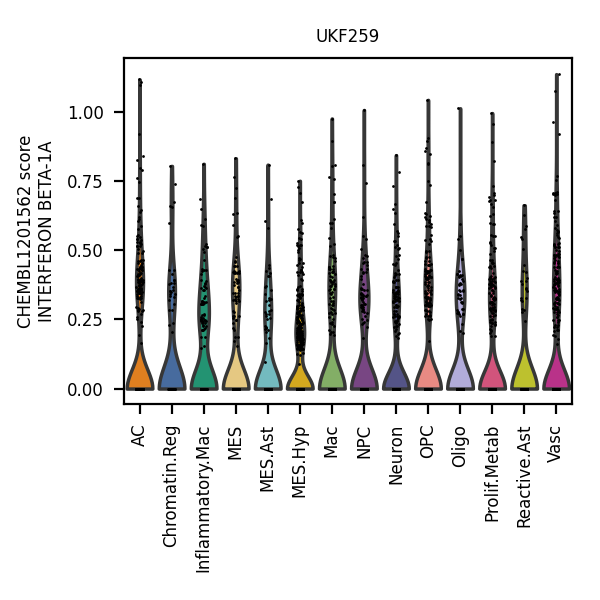 UKF259
CHEMBL1201562 score
INTERFERON BETA-1A
1.00
0.75
0.50
0.25
0.00
AC
Chromatin.Reg
Inflammatory.Mac
MES
MES.Ast
MES.Hyp
Mac
NPC
Neuron
OPC
Oligo
Prolif.Metab
Reactive.Ast
Vasc